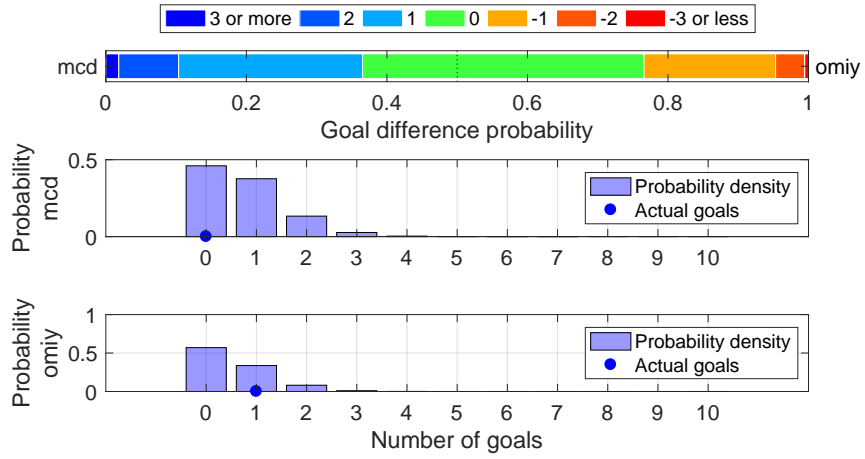 3 or more 2 1 0 -1 -2 -3 or less
mcd omiy
0 0.2 0.4 0.6 0.8 1
Goal difference probability
Probability
mcd
0.5
0
Probability density
Actual goals
0 1 2 3 4 5 6 7 8 9 10
Probability
omiy
1
0.5
0
Probability density
Actual goals
0 1 2 3 4 5 6 7 8 9 10
Number of goals